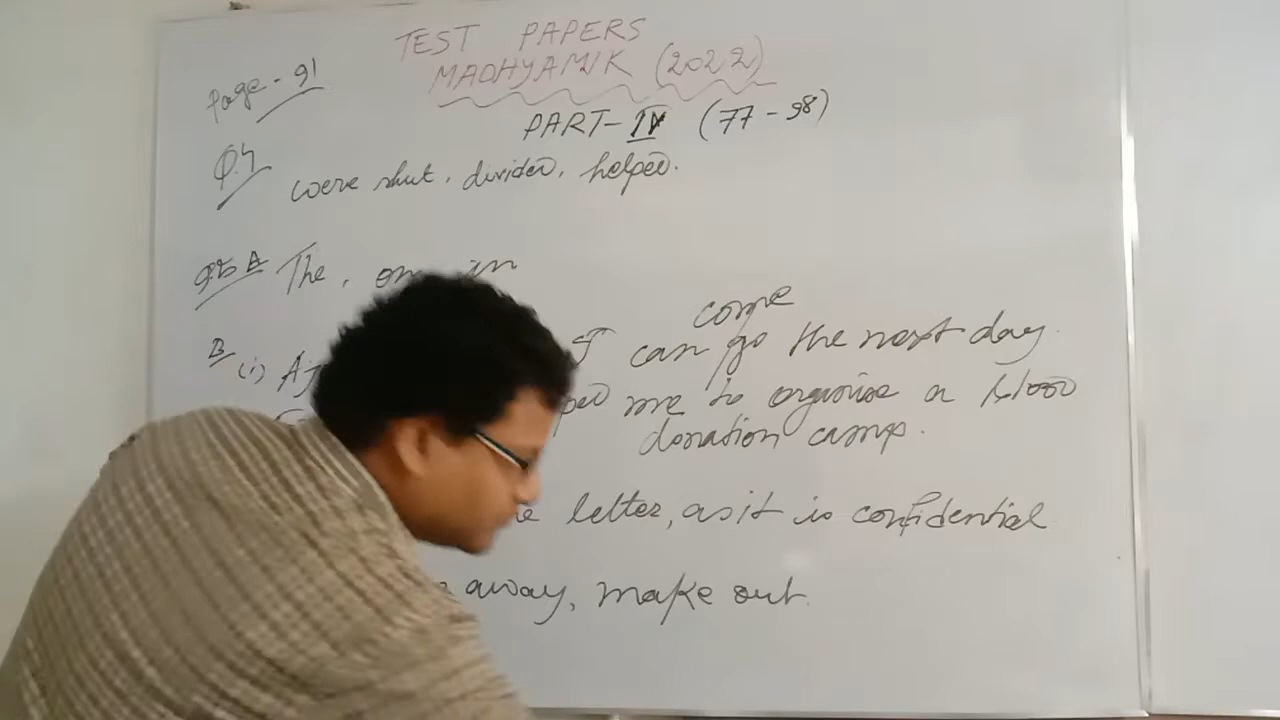 TEST PAPERS
MADHYAMIK (2022)
Page - 91
PART-IV (77-98)
Q.4
were shut, divided, helped.
Q.5 A The, on, in
come
B (i) can go the next day.
me to organise a blood
donation camp.
letter, as it is confidential
away, make out.